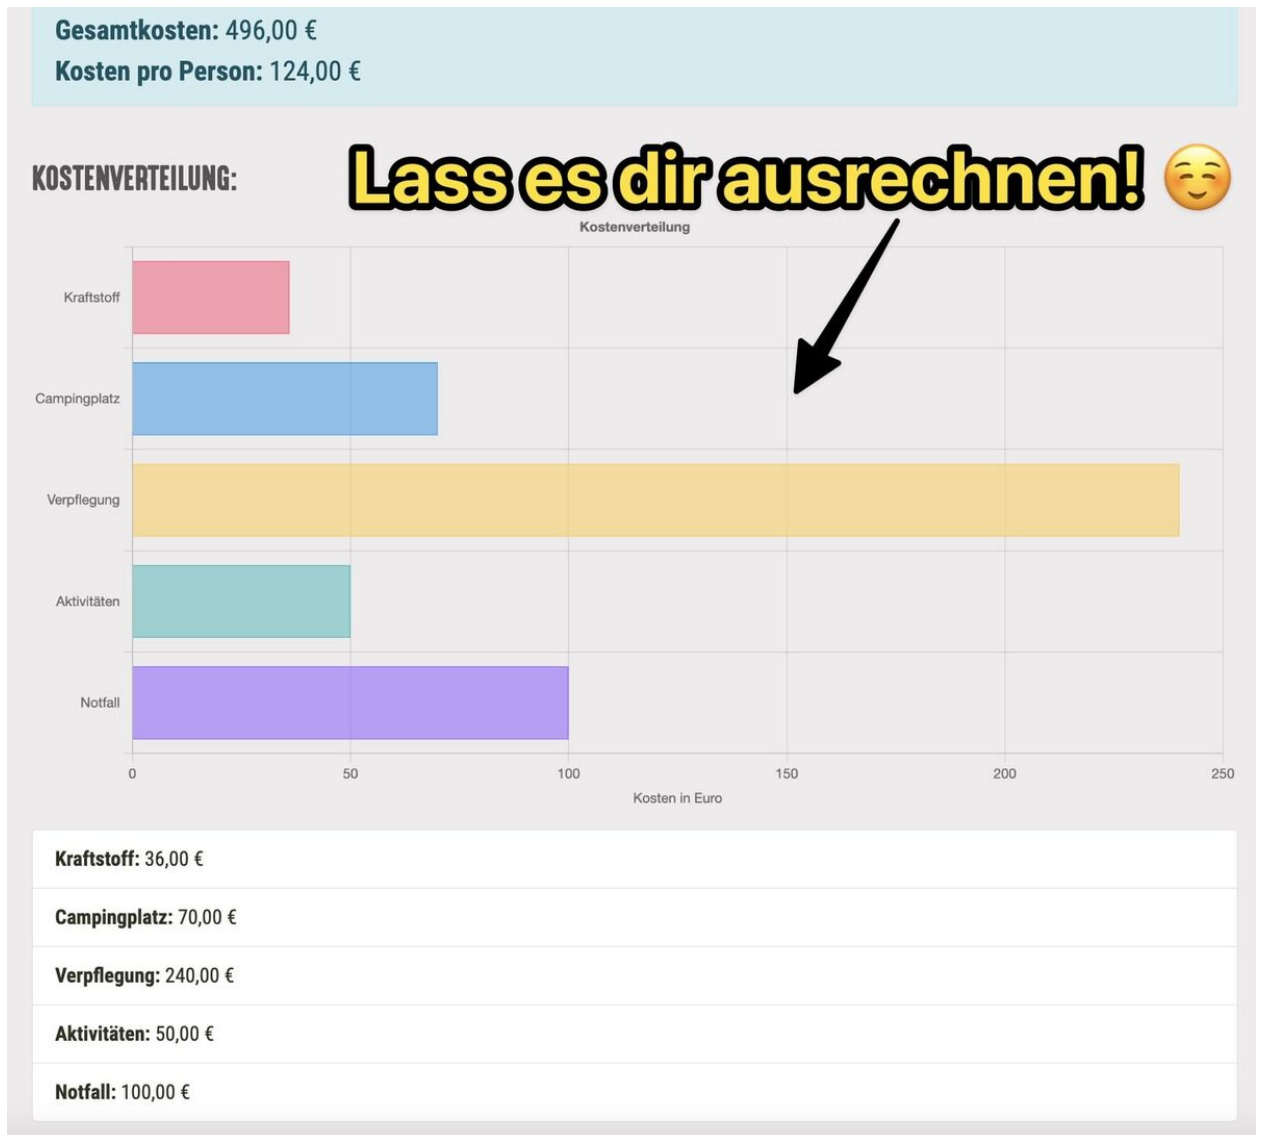 Gesamtkosten: 496,00 €
Kosten pro Person: 124,00 €
KOSTENVERTEILUNG:
Lass es dir ausrechnen! ☺️
Kostenverteilung
Kraftstoff
Campingplatz
Verpflegung
Aktivitäten
Notfall
0 50 100 150 200 250
Kosten in Euro
Kraftstoff: 36,00 €
Campingplatz: 70,00 €
Verpflegung: 240,00 €
Aktivitäten: 50,00 €
Notfall: 100,00 €